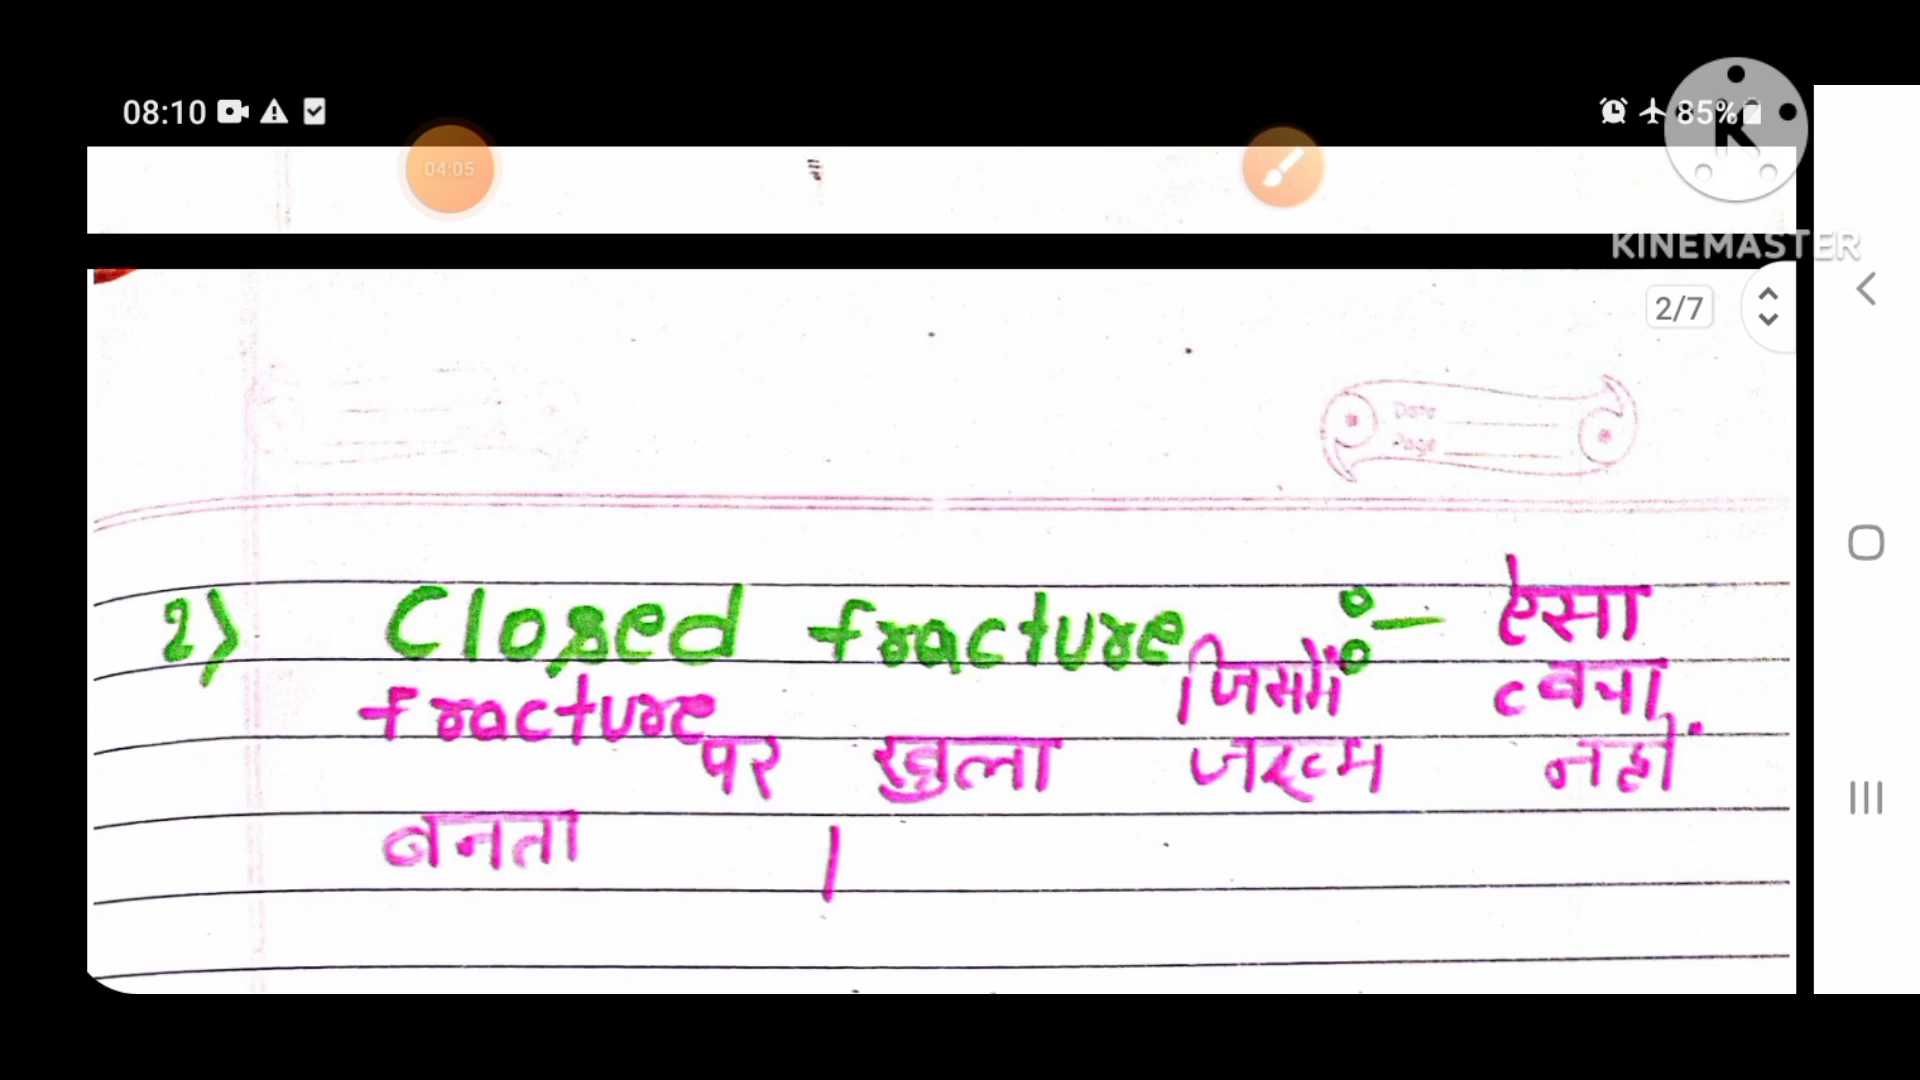 08:10
85%
04:05
KINEMASTER
2/7
Date
Page
2) Closed fracture :- ऐसा
fracture जिसमें त्वचा
पर खुला जख्म नहीं
बनता ।